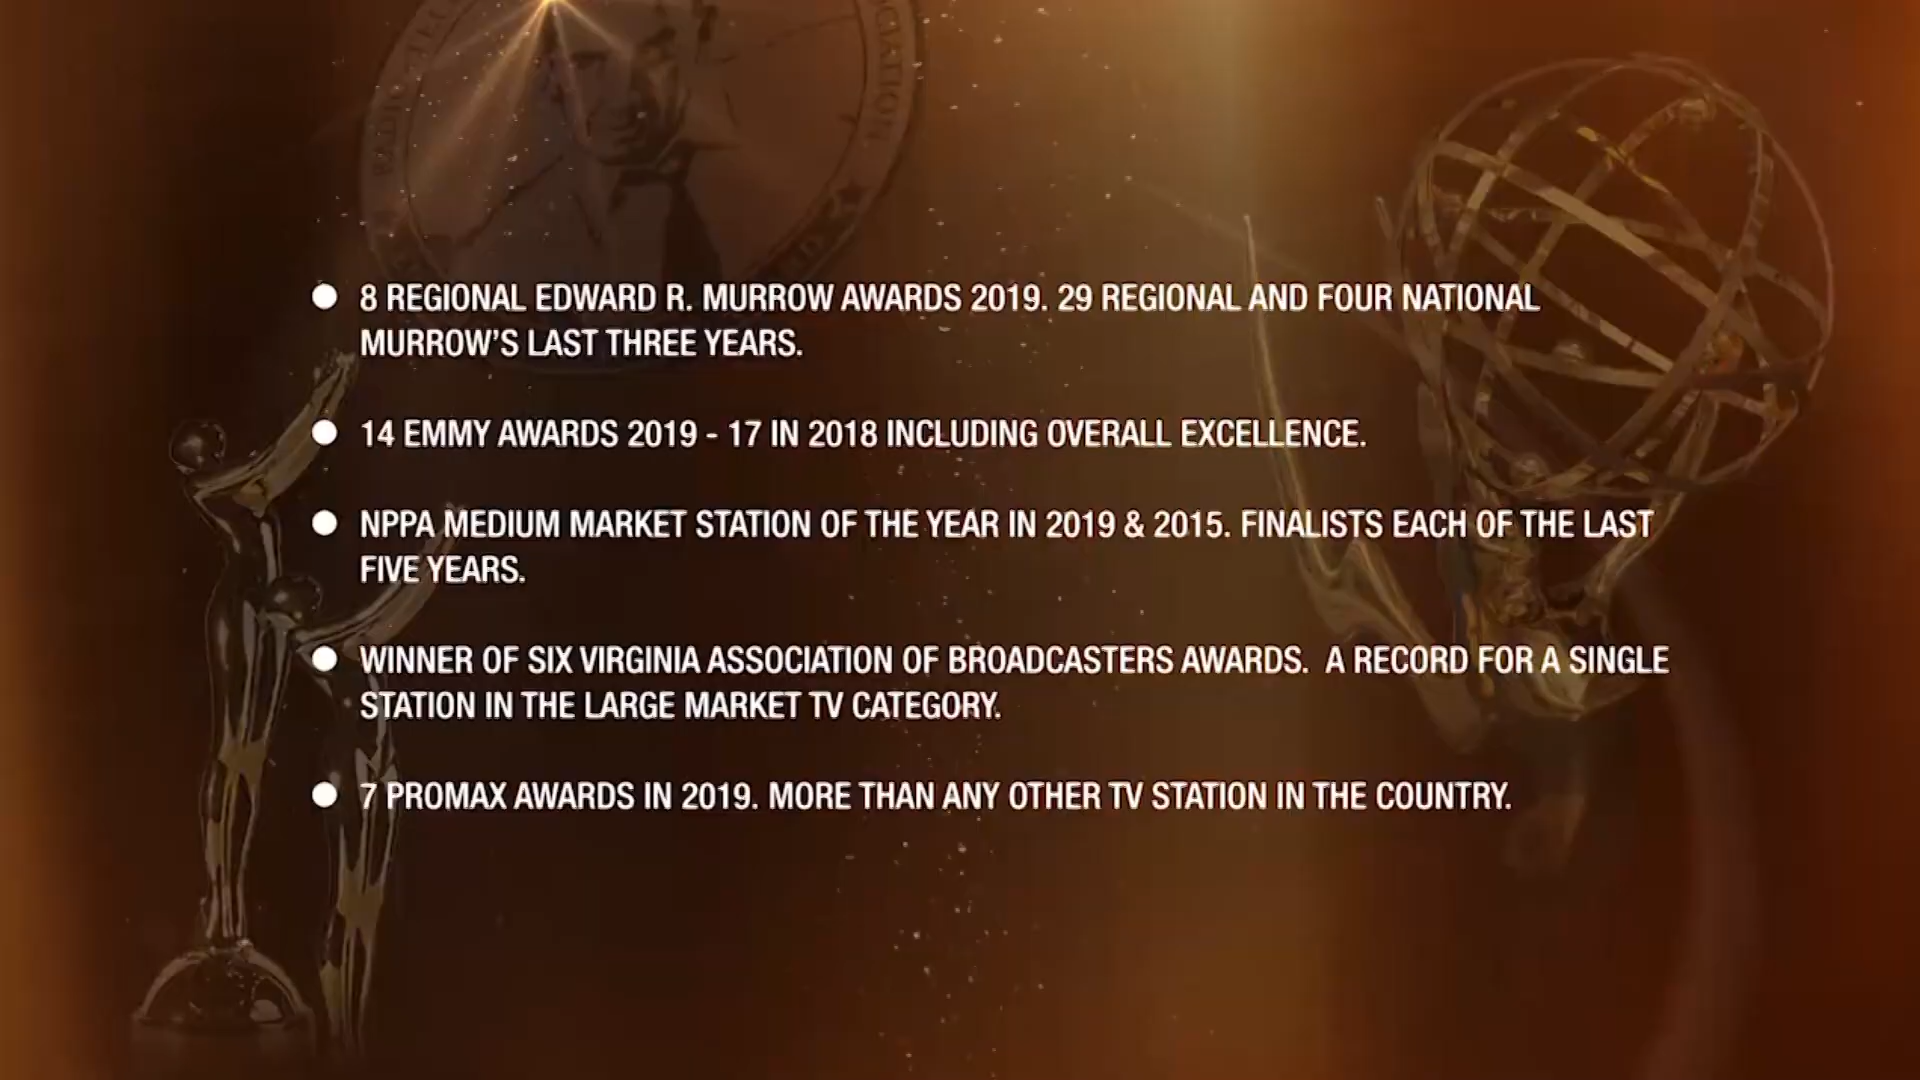 8 REGIONAL EDWARD R. MURROW AWARDS 2019. 29 REGIONAL AND FOUR NATIONAL
MURROW'S LAST THREE YEARS.
14 EMMY AWARDS 2019 - 17 IN 2018 INCLUDING OVERALL EXCELLENCE.
NPPA MEDIUM MARKET STATION OF THE YEAR IN 2019 & 2015. FINALISTS EACH OF THE LAST
FIVE YEARS.
WINNER OF SIX VIRGINIA ASSOCIATION OF BROADCASTERS AWARDS.  A RECORD FOR A SINGLE
STATION IN THE LARGE MARKET TV CATEGORY.
7 PROMAX AWARDS IN 2019. MORE THAN ANY OTHER TV STATION IN THE COUNTRY.